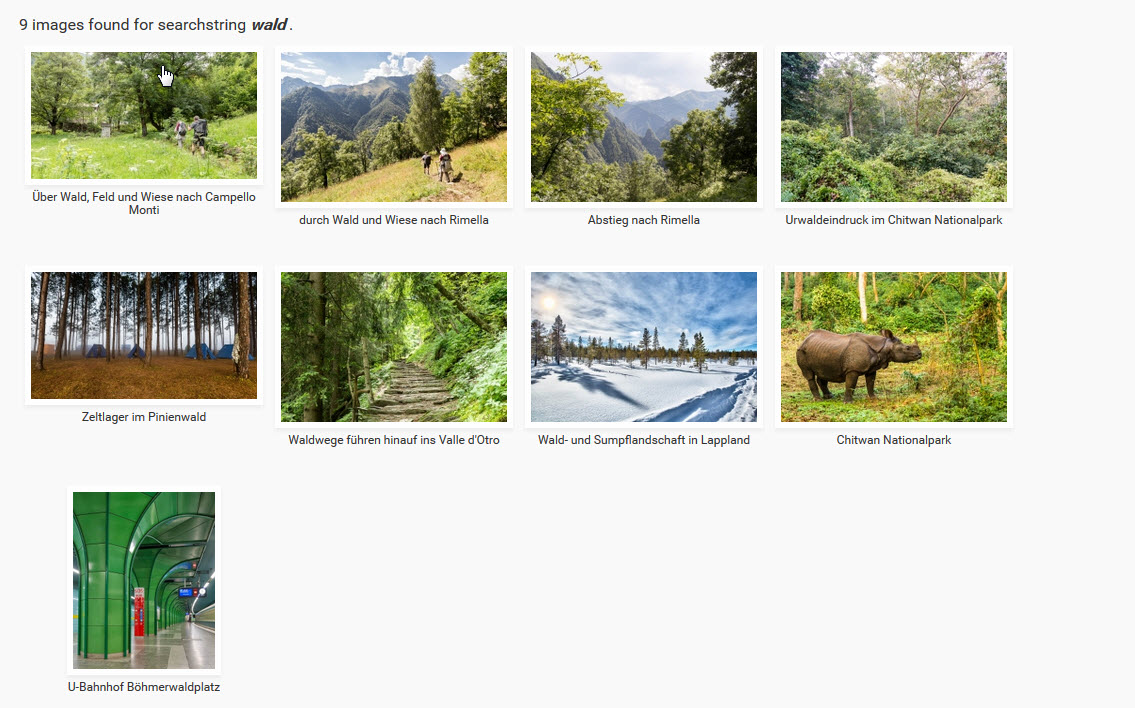 9 images found for searchstring wald.
Über Wald, Feld und Wiese nach Campello
Monti
durch Wald und Wiese nach Rimella
Abstieg nach Rimella
Urwaldeindruck im Chitwan Nationalpark
Zeltlager im Pinienwald
Waldwege führen hinauf ins Valle d'Otro
Wald- und Sumpflandschaft in Lappland
Chitwan Nationalpark
U-Bahnhof Böhmerwaldplatz